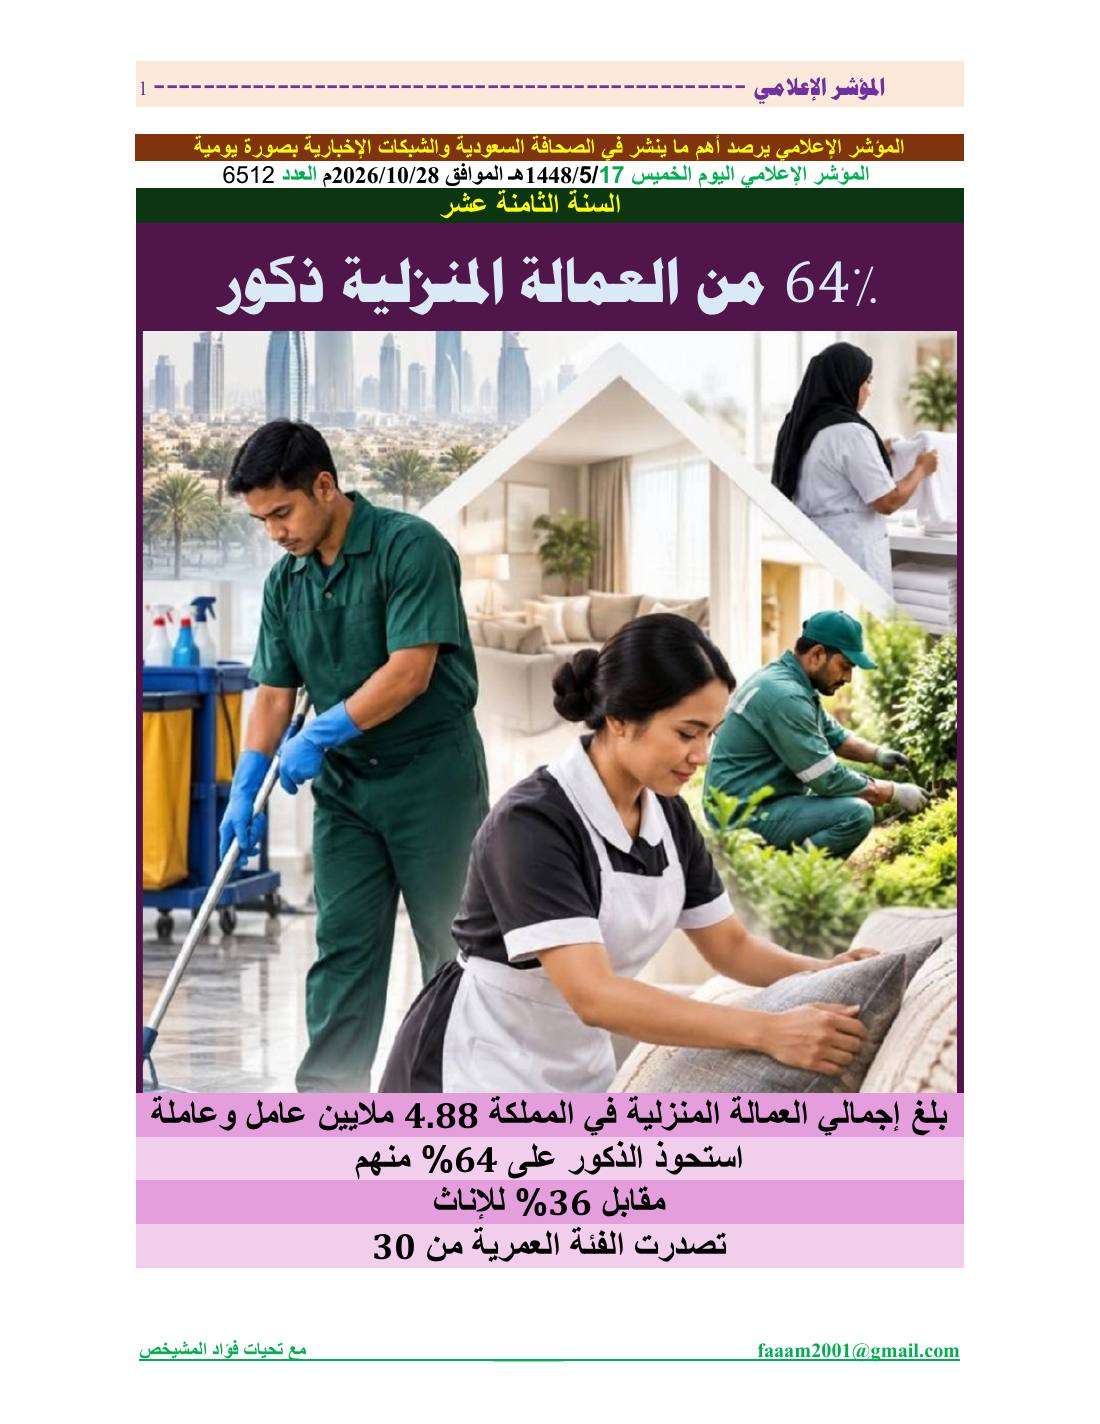 المؤشر الإعلامي ------------------------------------------------ 1
المؤشر الإعلامي يرصد أهم ما ينشر في الصحافة السعودية والشبكات الإخبارية بصورة يومية
المؤشر الإعلامي اليوم الخميس 1448/5/17هـ الموافق 2026/10/28م العدد 6512
السنة الثامنة عشر
64٪ من العمالة المنزلية ذكور
بلغ إجمالي العمالة المنزلية في المملكة 4.88 ملايين عامل وعاملة
استحوذ الذكور على 64% منهم
مقابل 36% للإناث
تصدرت الفئة العمرية من 30
faaam2001@gmail.com مع تحيات فؤاد المشيخص